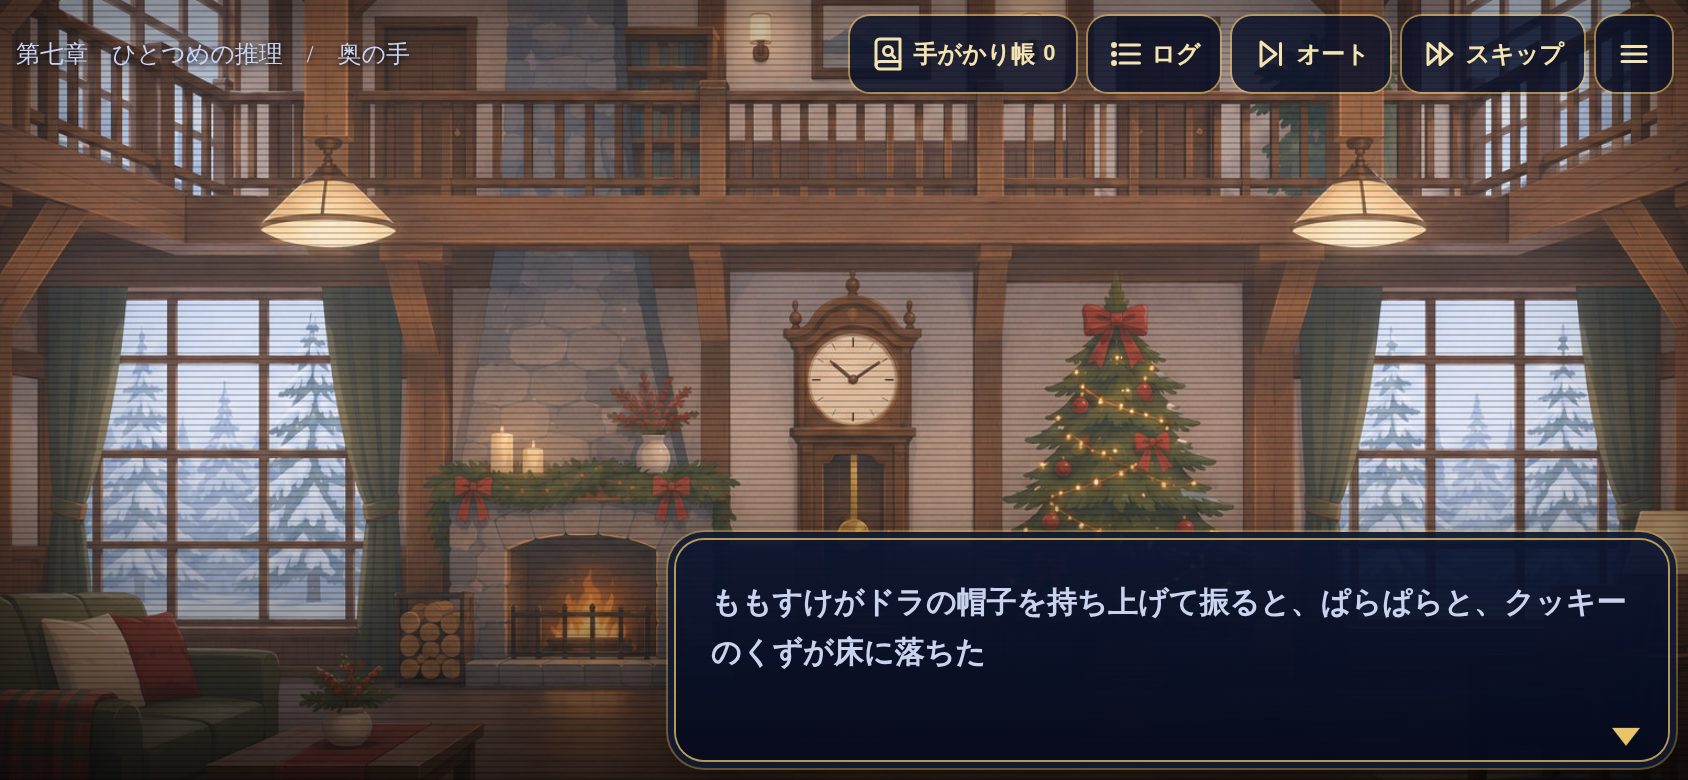 第七章 ひとつめの推理 / 奥の手
手がかり帳 0
ログ
オート
スキップ
ももすけがドラの帽子を持ち上げて振ると、ぱらぱらと、クッキー
のくずが床に落ちた